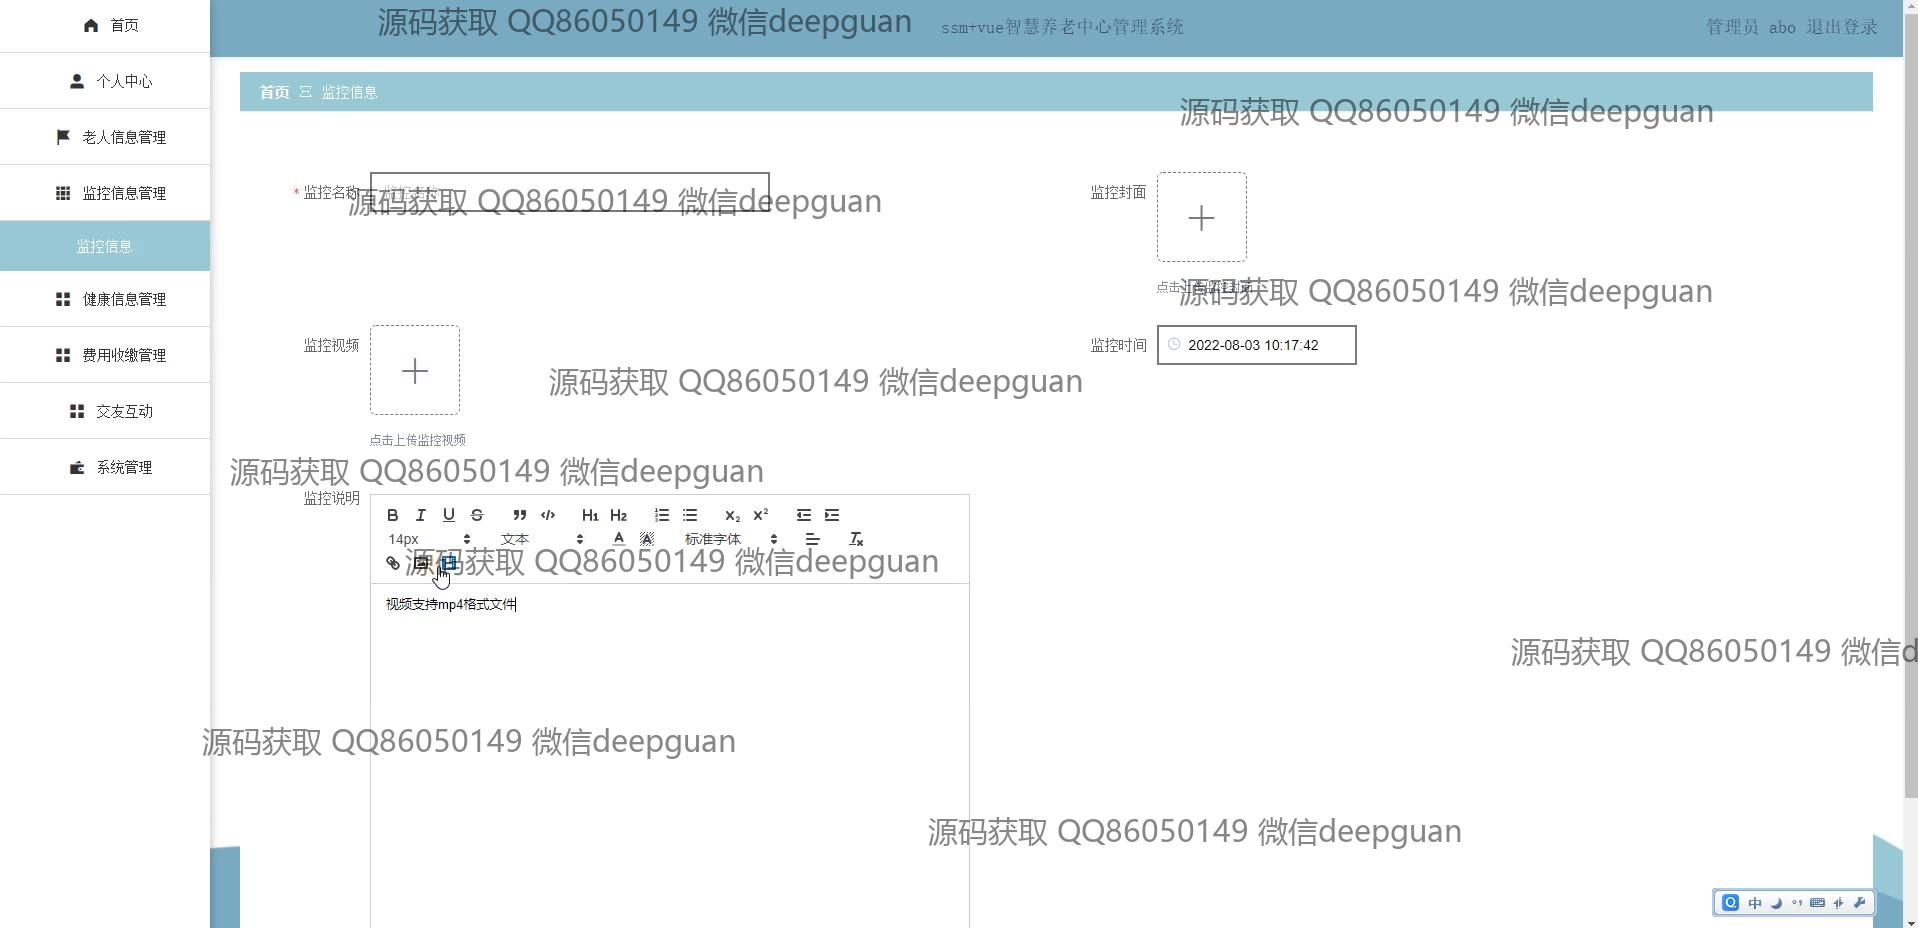 首页
个人中心
老人信息管理
监控信息管理
监控信息
健康信息管理
费用收缴管理
交友互动
系统管理
源码获取 QQ86050149 微信deepguan
ssm+vue智慧养老中心管理系统
管理员 abo 退出登录
首页 监控信息
源码获取 QQ86050149 微信deepguan
* 监控名称
监控名称
源码获取 QQ86050149 微信deepguan
监控封面
点击上传监控封面
源码获取 QQ86050149 微信deepguan
监控视频
点击上传监控视频
监控时间
2022-08-03 10:17:42
源码获取 QQ86050149 微信deepguan
源码获取 QQ86050149 微信deepguan
监控说明
B I U S H1 H2 X2 X2
14px 文本 A A 标准字体 Tx
源码获取 QQ86050149 微信deepguan
视频支持mp4格式文件
源码获取 QQ86050149 微信d
源码获取 QQ86050149 微信deepguan
源码获取 QQ86050149 微信deepguan
中